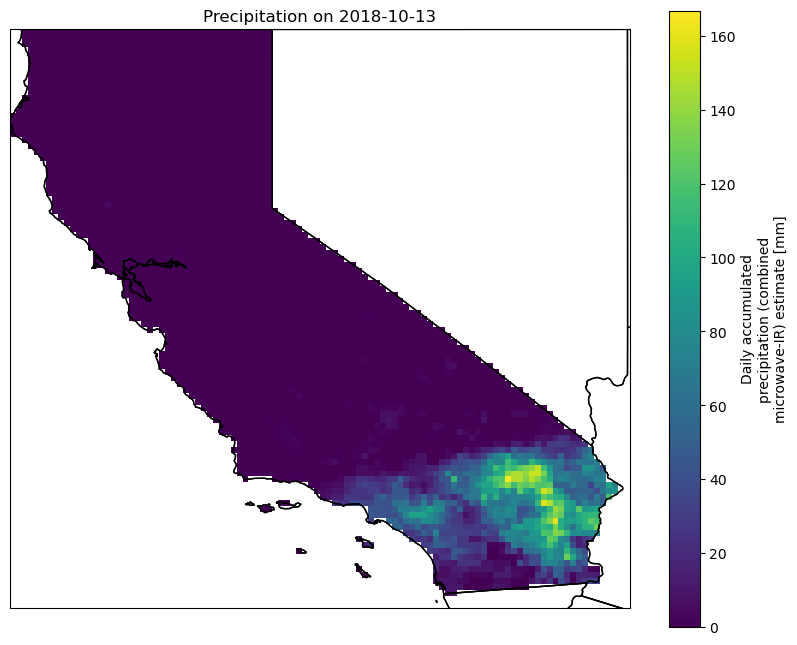 Precipitation on 2018-10-13
160
140
120
100
80
60
40
20
0
Daily accumulated
precipitation (combined
microwave-IR) estimate [mm]